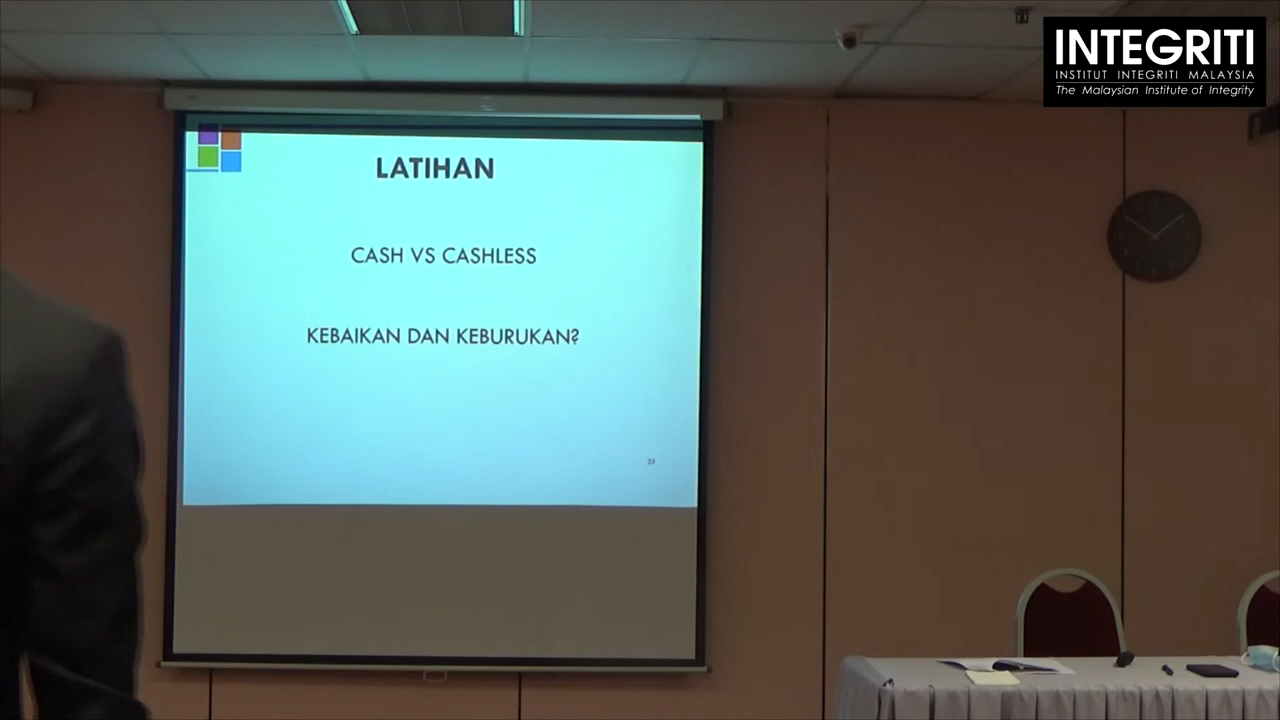 INTEGRITI
INSTITUT INTEGRITI MALAYSIA
The Malaysian Institute of Integrity
LATIHAN
CASH VS CASHLESS
KEBAIKAN DAN KEBURUKAN?